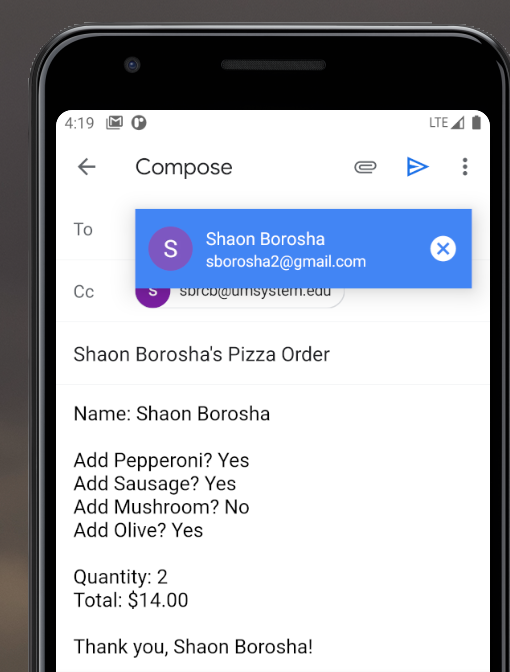 4:19 LTE
Compose
To
Shaon Borosha
S
sborosha2@gmail.com
Cc
S sbrcb@umsystem.edu
Shaon Borosha's Pizza Order
Name: Shaon Borosha
Add Pepperoni? Yes
Add Sausage? Yes
Add Mushroom? No
Add Olive? Yes
Quantity: 2
Total: $14.00
Thank you, Shaon Borosha!